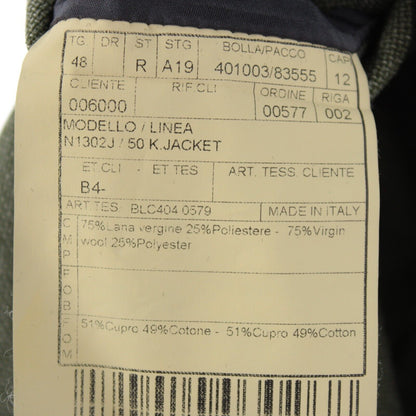 TG DR ST STG BOLLA/PACCO CAP
48 R A19 401003/83555 12
CLIENTE RIF.CLI ORDINE RIGA
006000 00577 002
MODELLO / LINEA
N1302J / 50 K.JACKET
ET CLI - ET TES ART. TESS. CLIENTE
B4-
ART.TES. BLC404 0579 MADE IN ITALY
COMP 75%Lana vergine 25%Poliestere - 75%Virgin
wool 25%Polyester
FOB
FOD 51%Cupro 49%Cotone - 51%Cupro 49%Cotton